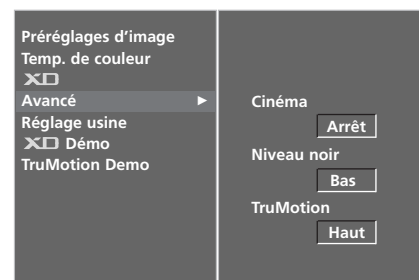 Préréglages d'image
Temp. de couleur
XD
Avancé ►
Réglage usine
XD Démo
TruMotion Demo
Cinéma
Arrêt
Niveau noir
Bas
TruMotion
Haut